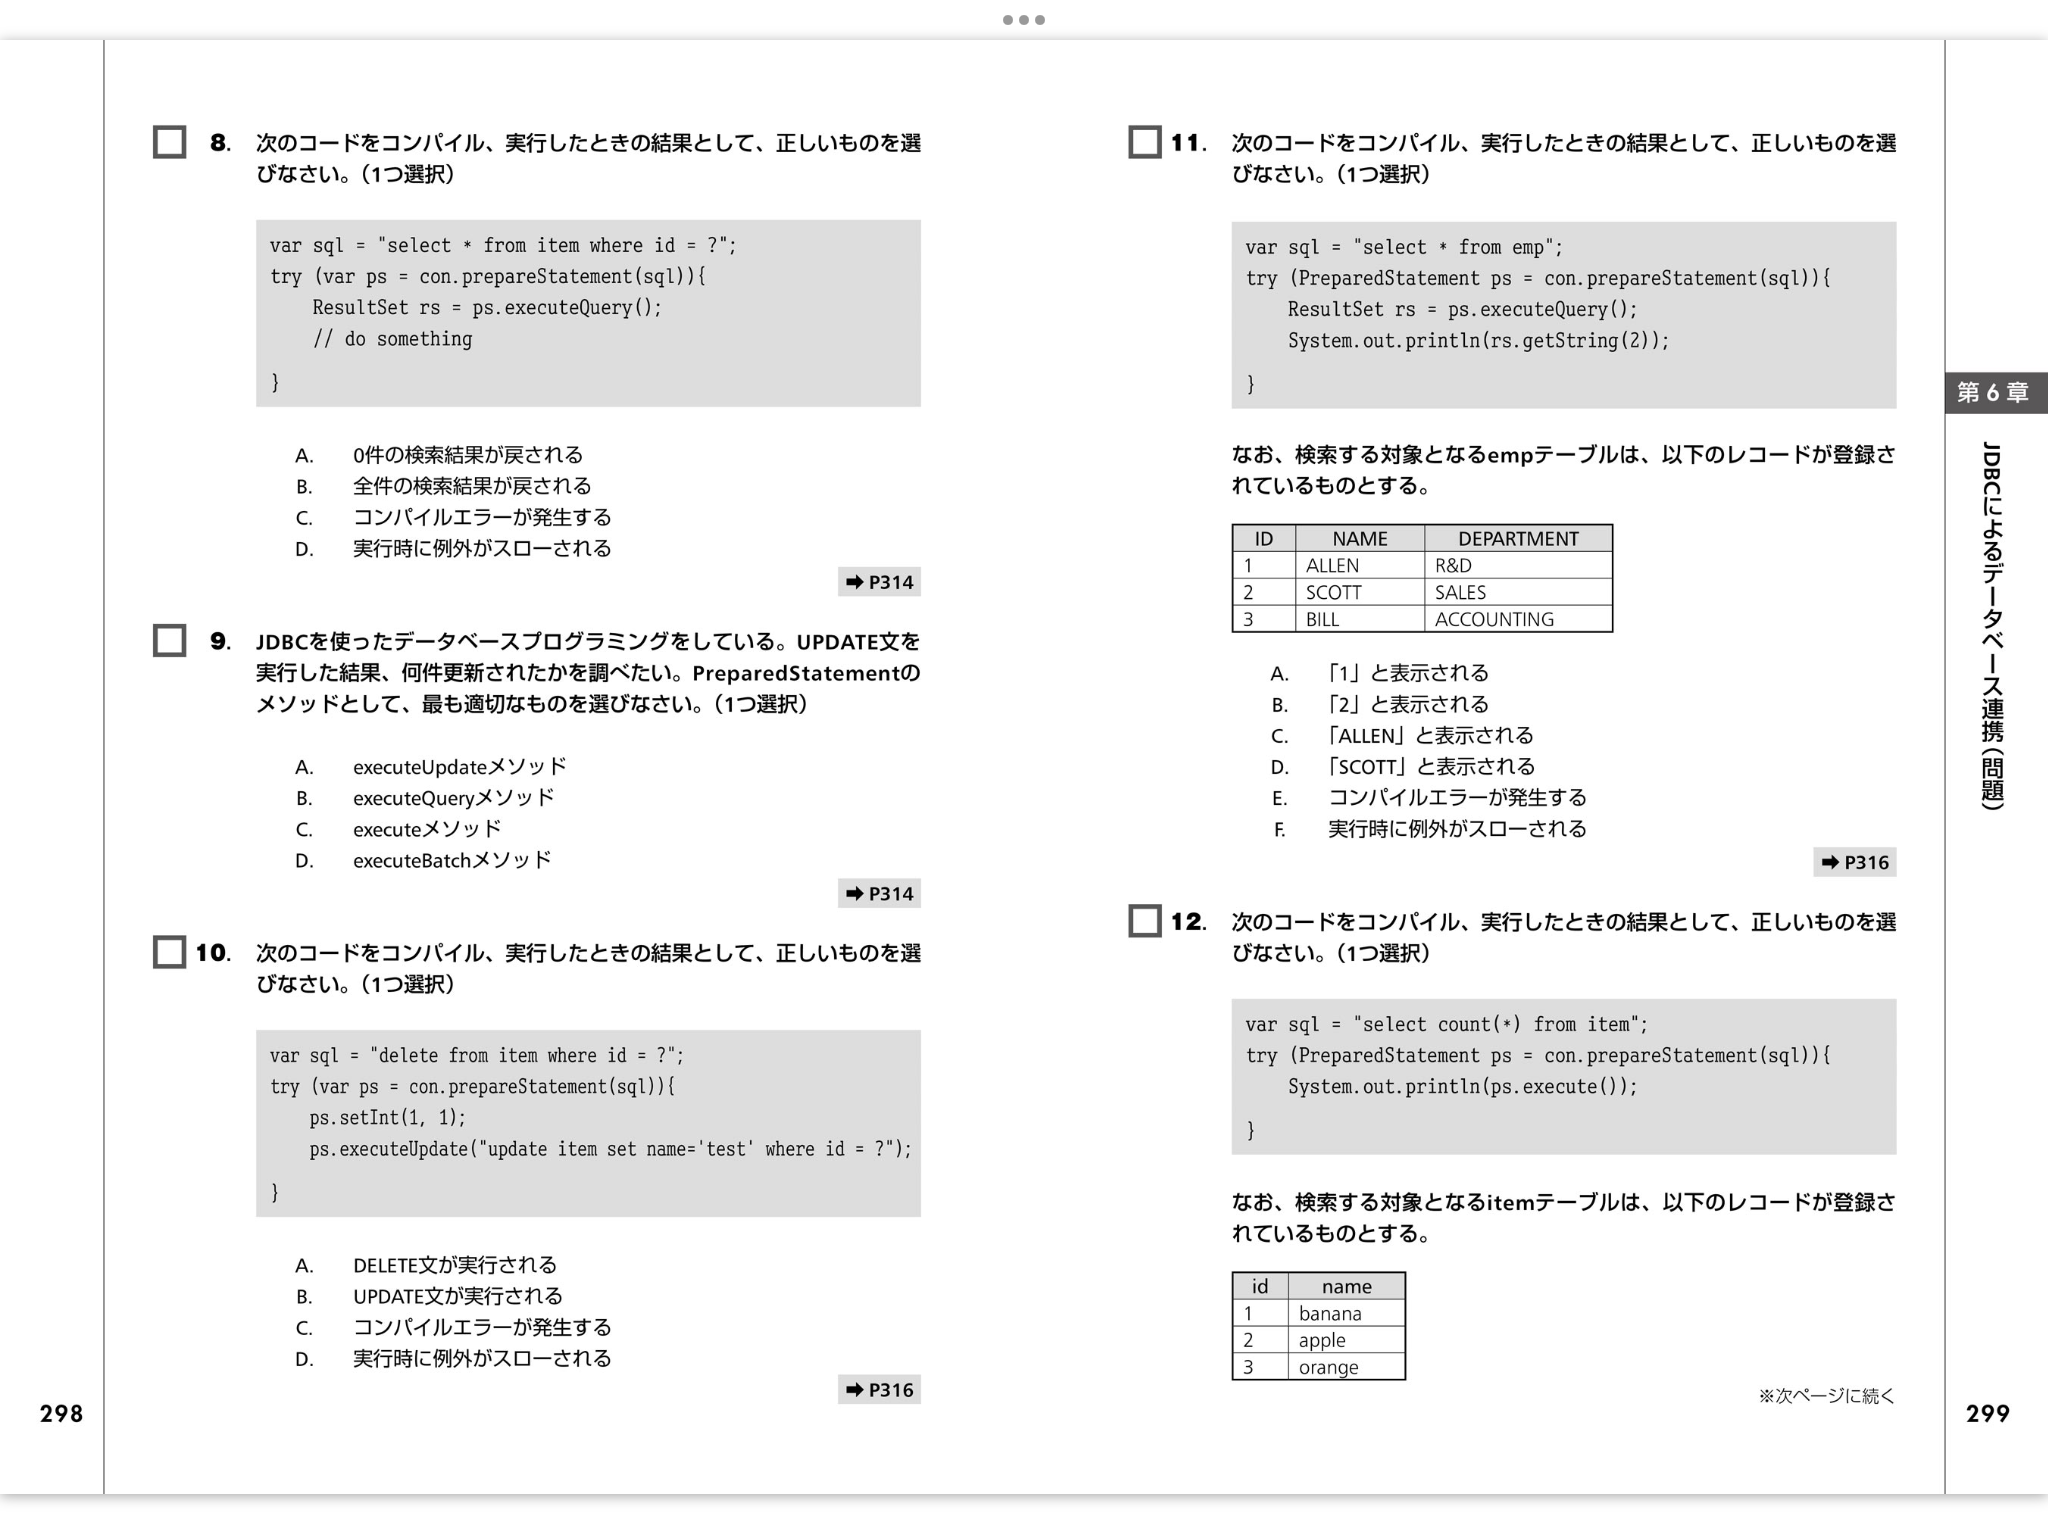 8. 次のコードをコンパイル、実行したときの結果として、正しいものを選
びなさい。（1つ選択）
var sql = "select * from item where id = ?";
try (var ps = con.prepareStatement(sql)){
    ResultSet rs = ps.executeQuery();
    // do something
}
A. 0件の検索結果が戻される
B. 全件の検索結果が戻される
C. コンパイルエラーが発生する
D. 実行時に例外がスローされる
➡ P314
9. JDBCを使ったデータベースプログラミングをしている。UPDATE文を
実行した結果、何件更新されたかを調べたい。PreparedStatementの
メソッドとして、最も適切なものを選びなさい。（1つ選択）
A. executeUpdateメソッド
B. executeQueryメソッド
C. executeメソッド
D. executeBatchメソッド
➡ P314
10. 次のコードをコンパイル、実行したときの結果として、正しいものを選
びなさい。（1つ選択）
var sql = "delete from item where id = ?";
try (var ps = con.prepareStatement(sql)){
    ps.setInt(1, 1);
    ps.executeUpdate("update item set name='test' where id = ?");
}
A. DELETE文が実行される
B. UPDATE文が実行される
C. コンパイルエラーが発生する
D. 実行時に例外がスローされる
➡ P316
298
11. 次のコードをコンパイル、実行したときの結果として、正しいものを選
びなさい。（1つ選択）
var sql = "select * from emp";
try (PreparedStatement ps = con.prepareStatement(sql)){
    ResultSet rs = ps.executeQuery();
    System.out.println(rs.getString(2));
}
なお、検索する対象となるempテーブルは、以下のレコードが登録さ
れているものとする。
ID NAME DEPARTMENT
1 ALLEN R&D
2 SCOTT SALES
3 BILL ACCOUNTING
A. 「1」と表示される
B. 「2」と表示される
C. 「ALLEN」と表示される
D. 「SCOTT」と表示される
E. コンパイルエラーが発生する
F. 実行時に例外がスローされる
➡ P316
12. 次のコードをコンパイル、実行したときの結果として、正しいものを選
びなさい。（1つ選択）
var sql = "select count(*) from item";
try (PreparedStatement ps = con.prepareStatement(sql)){
    System.out.println(ps.execute());
}
なお、検索する対象となるitemテーブルは、以下のレコードが登録さ
れているものとする。
id name
1 banana
2 apple
3 orange
※次ページに続く
第6章
JDBCによるデータベース連携（問題）
299